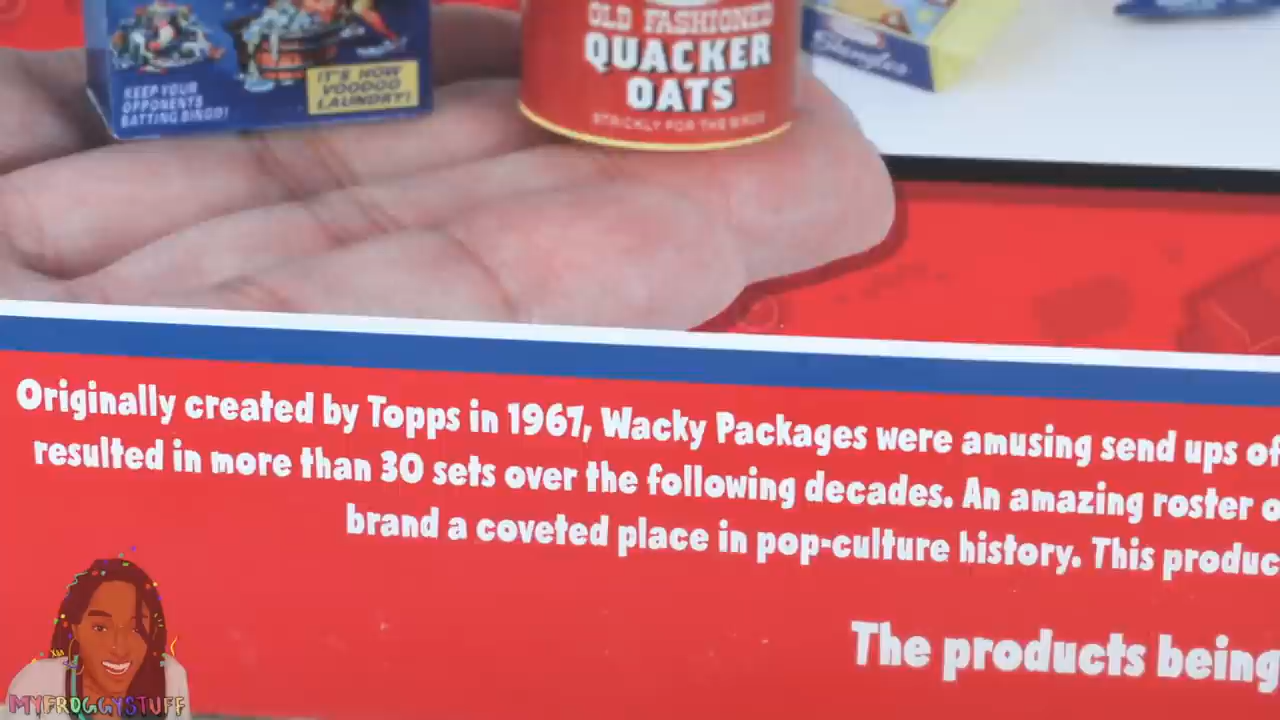 OLD FASHIONED
QUACKER
OATS
STRICKLY FOR THE BIRDS
KEEP YOUR
OPPONENTS
BATTING BINGO!
IT'S NOW
VOODOO
LAUNDRY!
Originally created by Topps in 1967, Wacky Packages were amusing send ups of
resulted in more than 30 sets over the following decades. An amazing roster o
brand a coveted place in pop-culture history. This produc
The products being
MYFROGGYSTUFF